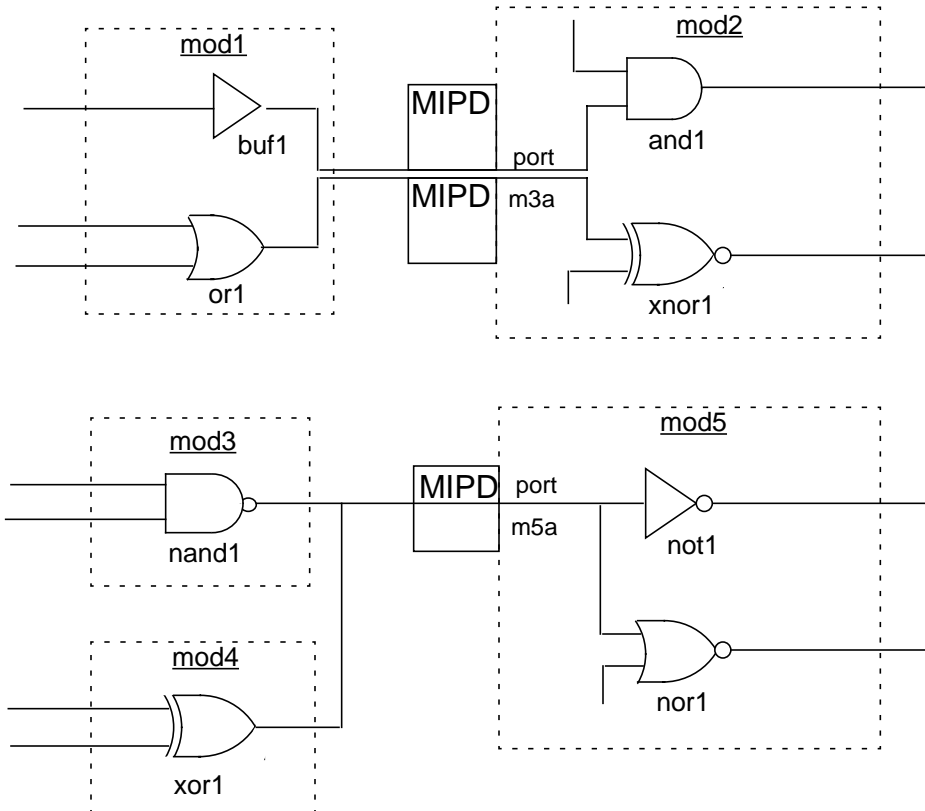 mod1
mod2
MIPD
buf1
port
and1
MIPD
m3a
or1
xnor1
mod3
mod5
MIPD
port
nand1
m5a
not1
mod4
nor1
xor1